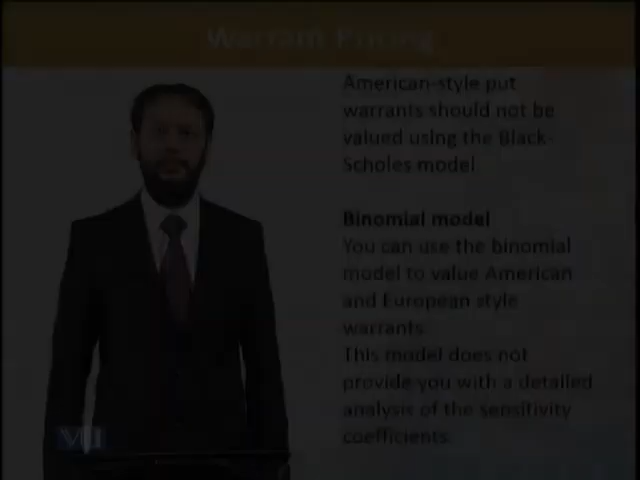 Warrant Pricing
American-style put
warrants should not be
valued using the Black-
Scholes model
Binomial model
You can use the binomial
model to value American
and European style
warrants.
This model does not
provide you with a detailed
analysis of the sensitivity
coefficients.